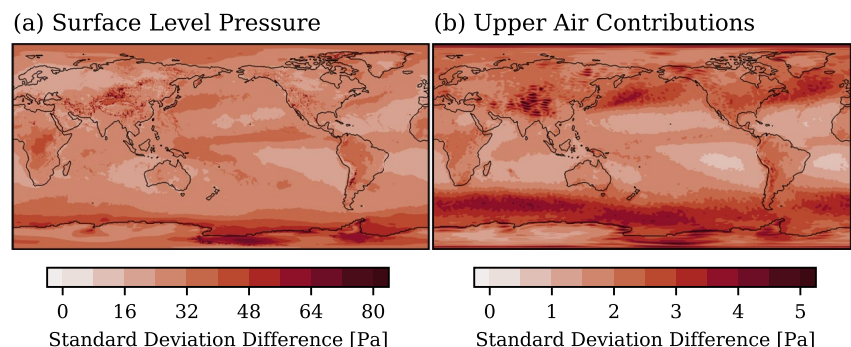 (a) Surface Level Pressure
(b) Upper Air Contributions
0 16 32 48 64 80
Standard Deviation Difference [Pa]
0 1 2 3 4 5
Standard Deviation Difference [Pa]